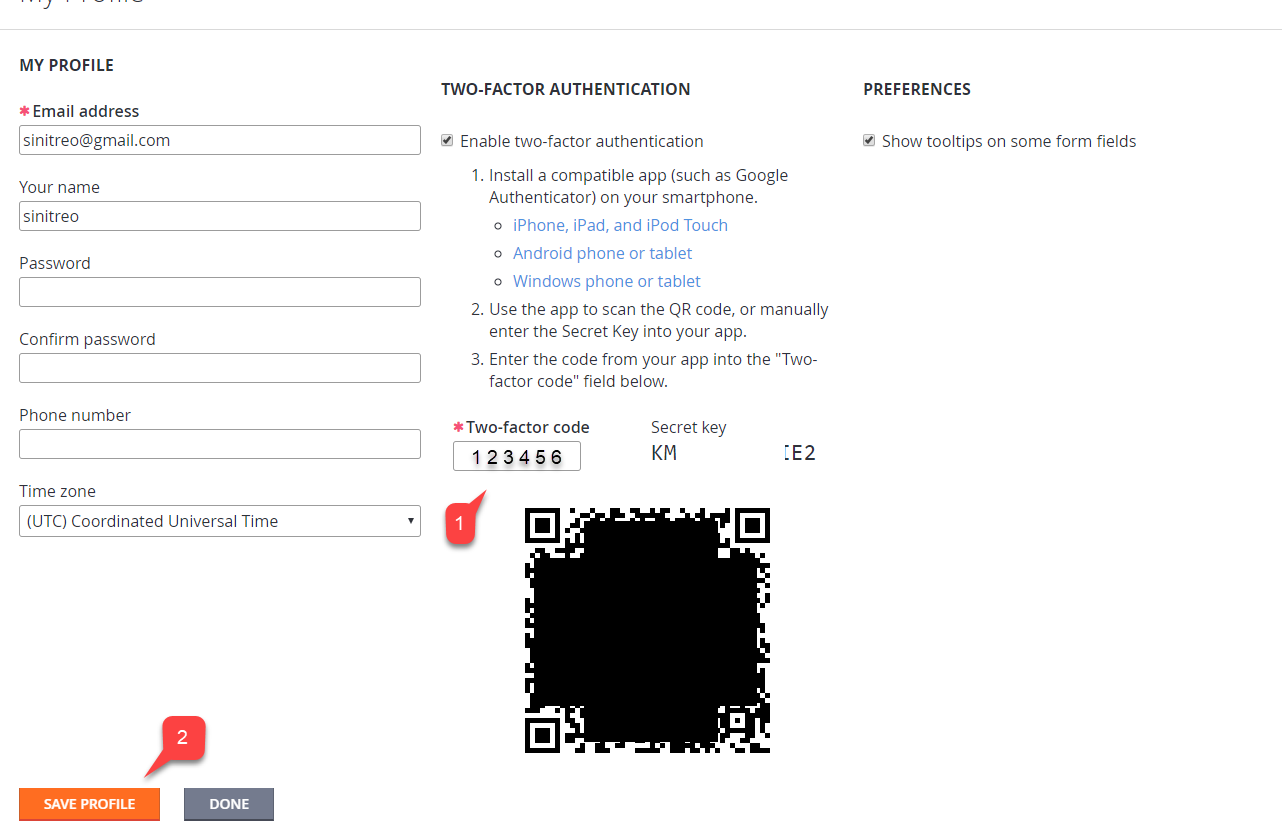 MY PROFILE
* Email address
sinitreo@gmail.com
Your name
sinitreo
Password
Confirm password
Phone number
Time zone
(UTC) Coordinated Universal Time
TWO-FACTOR AUTHENTICATION
Enable two-factor authentication
1. Install a compatible app (such as Google
Authenticator) on your smartphone.
iPhone, iPad, and iPod Touch
Android phone or tablet
Windows phone or tablet
2. Use the app to scan the QR code, or manually
enter the Secret Key into your app.
3. Enter the code from your app into the "Two-
factor code" field below.
* Two-factor code
123456
Secret key
KM E2
1
PREFERENCES
Show tooltips on some form fields
2
SAVE PROFILE
DONE